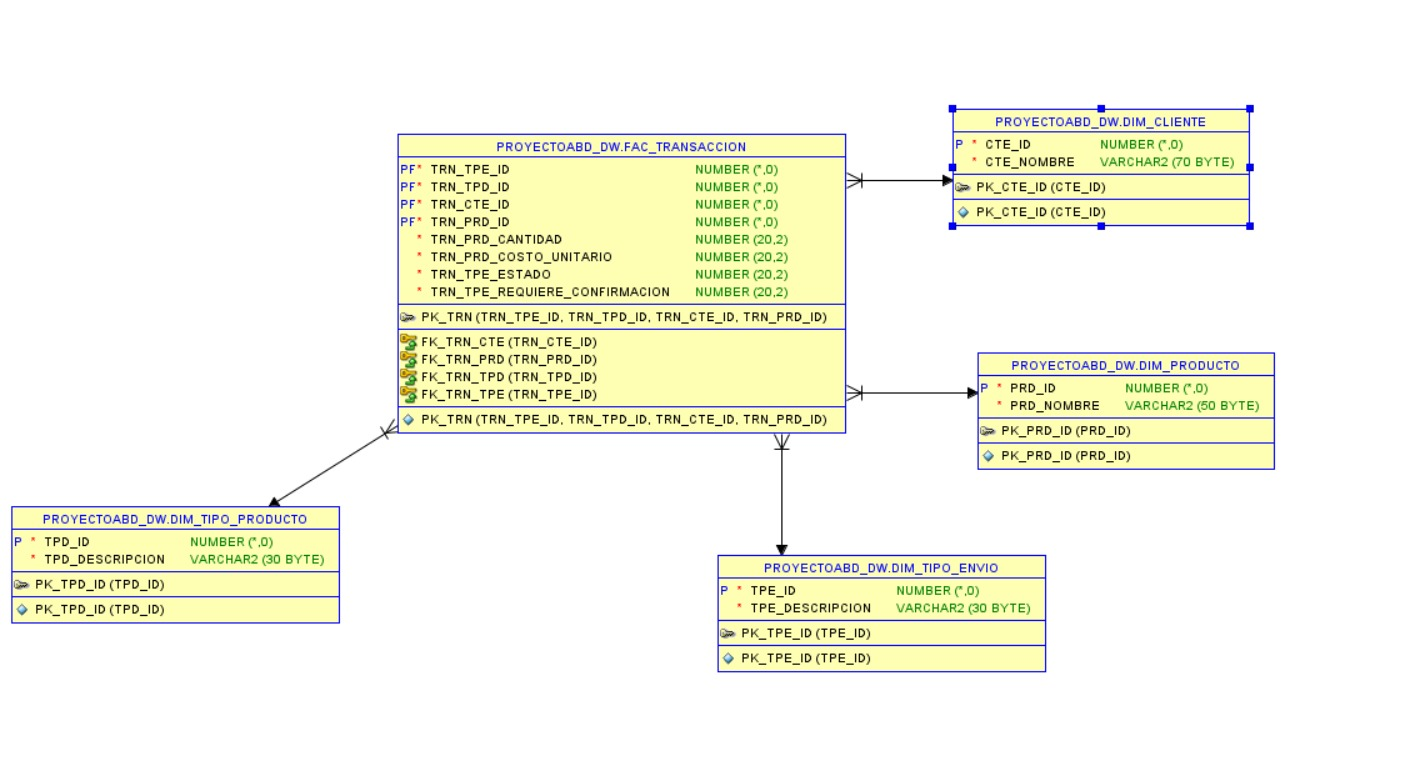 PROYECTOABD_DW.DIM_CLIENTE
P * CTE_ID NUMBER (*,0)
* CTE_NOMBRE VARCHAR2 (70 BYTE)
PK_CTE_ID (CTE_ID)
PK_CTE_ID (CTE_ID)
PROYECTOABD_DW.FAC_TRANSACCION
PF* TRN_TPE_ID NUMBER (*,0)
PF* TRN_TPD_ID NUMBER (*,0)
PF* TRN_CTE_ID NUMBER (*,0)
PF* TRN_PRD_ID NUMBER (*,0)
* TRN_PRD_CANTIDAD NUMBER (20,2)
* TRN_PRD_COSTO_UNITARIO NUMBER (20,2)
* TRN_TPE_ESTADO NUMBER (20,2)
* TRN_TPE_REQUIERE_CONFIRMACION NUMBER (20,2)
PK_TRN (TRN_TPE_ID, TRN_TPD_ID, TRN_CTE_ID, TRN_PRD_ID)
FK_TRN_CTE (TRN_CTE_ID)
FK_TRN_PRD (TRN_PRD_ID)
FK_TRN_TPD (TRN_TPD_ID)
FK_TRN_TPE (TRN_TPE_ID)
PK_TRN (TRN_TPE_ID, TRN_TPD_ID, TRN_CTE_ID, TRN_PRD_ID)
PROYECTOABD_DW.DIM_PRODUCTO
P * PRD_ID NUMBER (*,0)
* PRD_NOMBRE VARCHAR2 (50 BYTE)
PK_PRD_ID (PRD_ID)
PK_PRD_ID (PRD_ID)
PROYECTOABD_DW.DIM_TIPO_PRODUCTO
P * TPD_ID NUMBER (*,0)
* TPD_DESCRIPCION VARCHAR2 (30 BYTE)
PK_TPD_ID (TPD_ID)
PK_TPD_ID (TPD_ID)
PROYECTOABD_DW.DIM_TIPO_ENVIO
P * TPE_ID NUMBER (*,0)
* TPE_DESCRIPCION VARCHAR2 (30 BYTE)
PK_TPE_ID (TPE_ID)
PK_TPE_ID (TPE_ID)